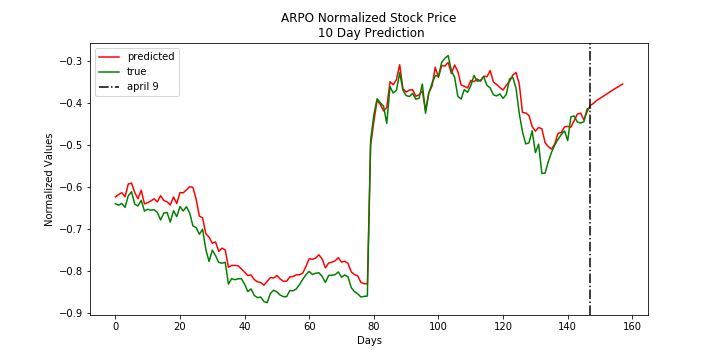 ARPO Normalized Stock Price
10 Day Prediction
predicted
true
april 9
Normalized Values
−0.3
−0.4
−0.5
−0.6
−0.7
−0.8
−0.9
0
20
40
60
80
100
120
140
160
Days